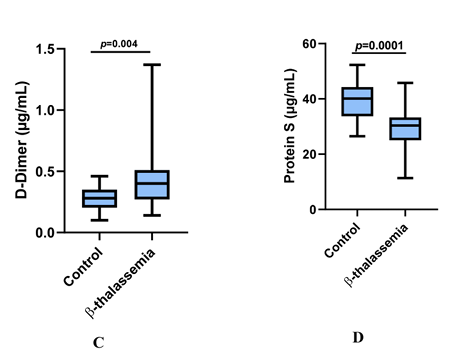 p=0.004
1.5
1.0
0.5
0.0
D-Dimer (µg/mL)
Control
β-thalassemia
C
p=0.0001
60
40
20
0
Protein S (µg/mL)
Control
β-thalassemia
D